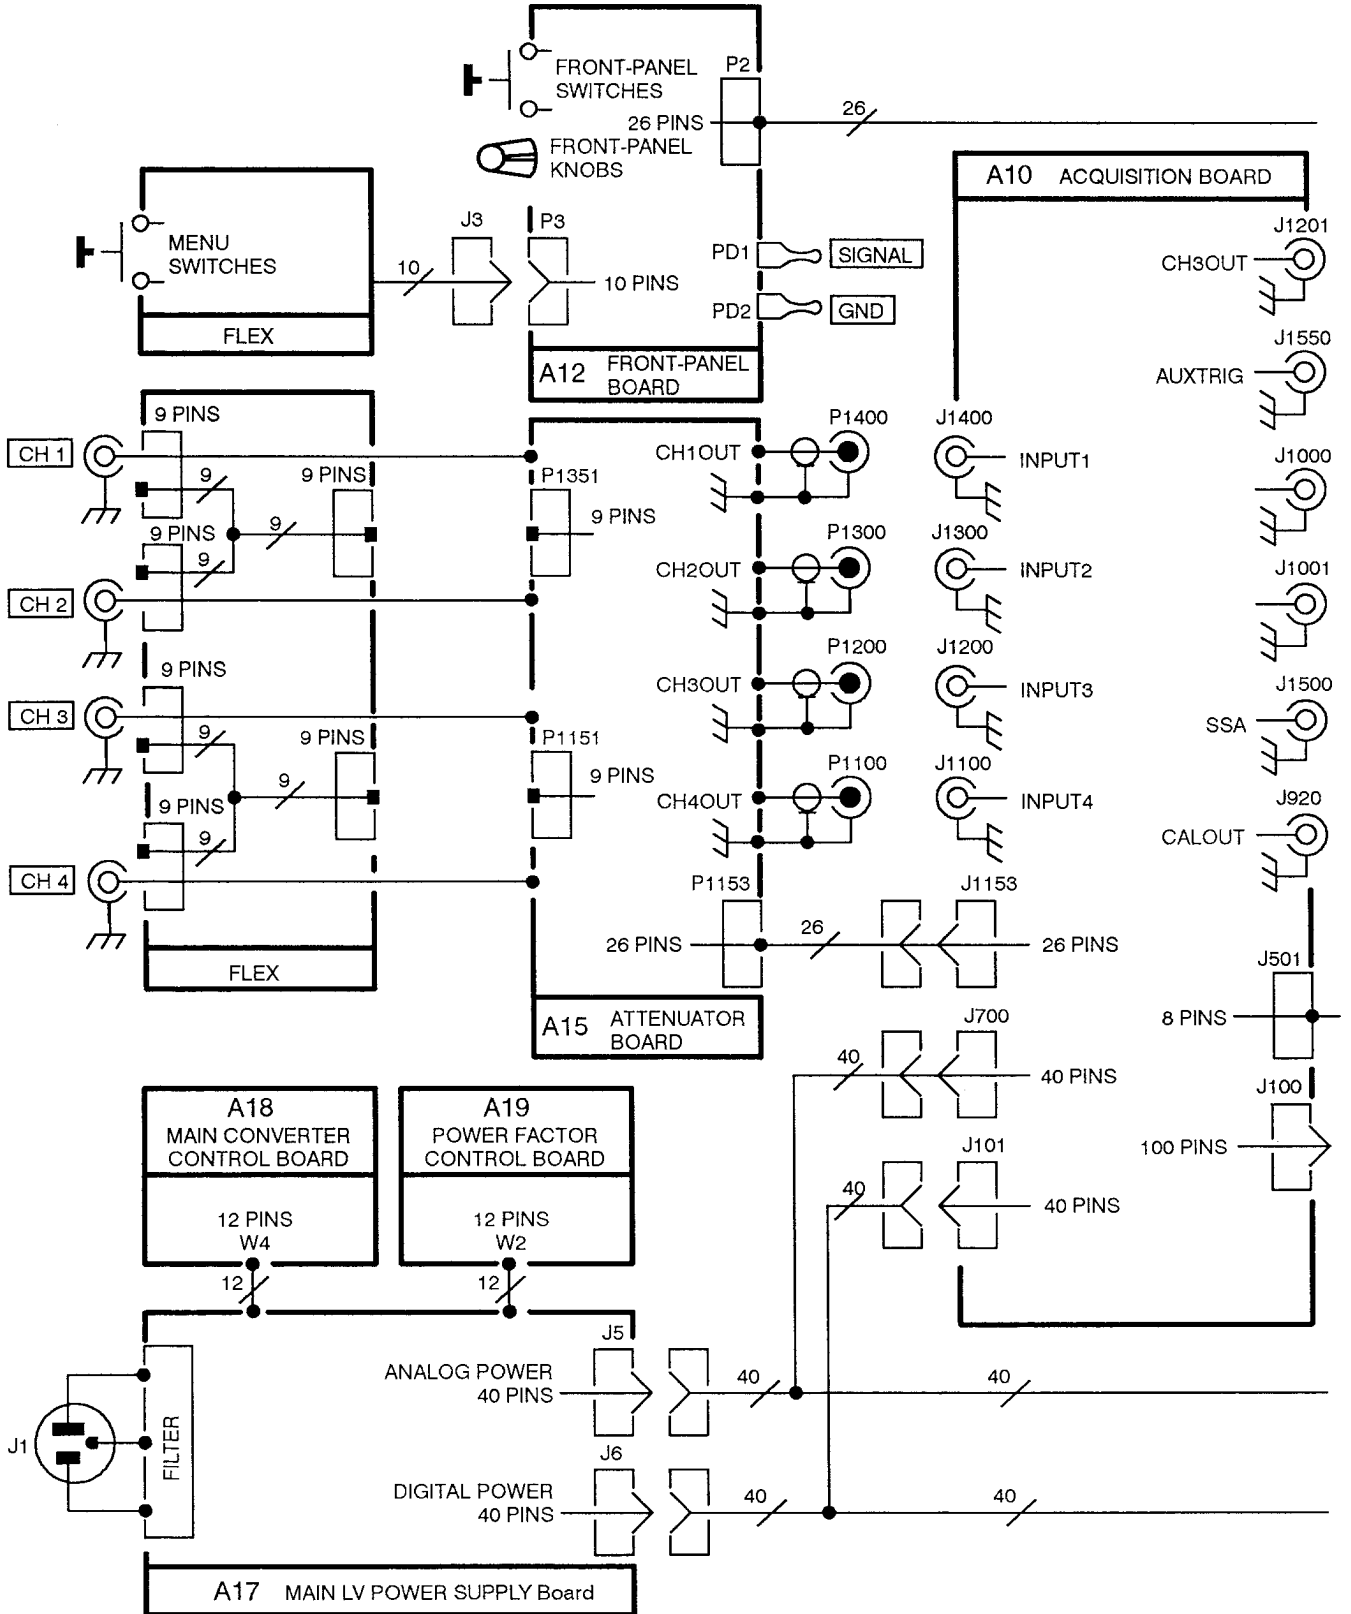 FRONT-PANEL
SWITCHES
P2
26 PINS
26
FRONT-PANEL
KNOBS
MENU
SWITCHES
10
J3
P3
10 PINS
PD1
SIGNAL
PD2
GND
FLEX
A12 FRONT-PANEL
BOARD
A10 ACQUISITION BOARD
J1201
CH3OUT
J1550
AUXTRIG
J1000
J1001
J1500
SSA
J920
CALOUT
J501
8 PINS
J100
100 PINS
CH 1
9 PINS
9
9 PINS
9
9 PINS
9
CH 2
CH 3
9 PINS
9
9 PINS
9
9 PINS
9
CH 4
FLEX
P1351
9 PINS
P1151
9 PINS
CH1OUT
P1400
J1400
INPUT1
CH2OUT
P1300
J1300
INPUT2
CH3OUT
P1200
J1200
INPUT3
CH4OUT
P1100
J1100
INPUT4
P1153
26 PINS
26
J1153
26 PINS
A15 ATTENUATOR
BOARD
J700
40
40 PINS
J101
40
40 PINS
A18
MAIN CONVERTER
CONTROL BOARD
12 PINS
W4
12
A19
POWER FACTOR
CONTROL BOARD
12 PINS
W2
12
J1
FILTER
J5
ANALOG POWER
40 PINS
40
40
J6
DIGITAL POWER
40 PINS
40
40
A17 MAIN LV POWER SUPPLY Board